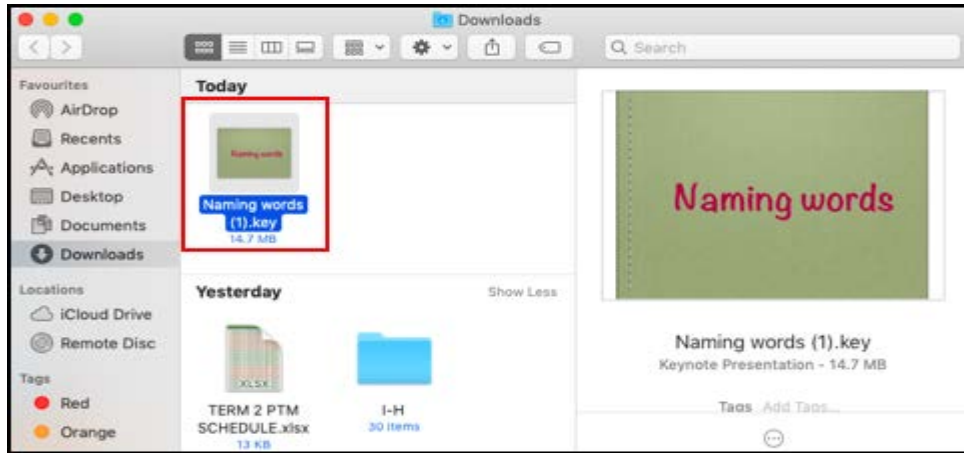 Downloads
Search
Favourites
AirDrop
Recents
Applications
Desktop
Documents
Downloads
Locations
iCloud Drive
Remote Disc
Tags
Red
Orange
Today
Naming words
Naming words
(1).key
14.7 MB
Yesterday
Show Less
XLSX
TERM 2 PTM
SCHEDULE.xlsx
13 KB
I-H
30 items
Naming words
Naming words (1).key
Keynote Presentation - 14.7 MB
Tags Add Tags...